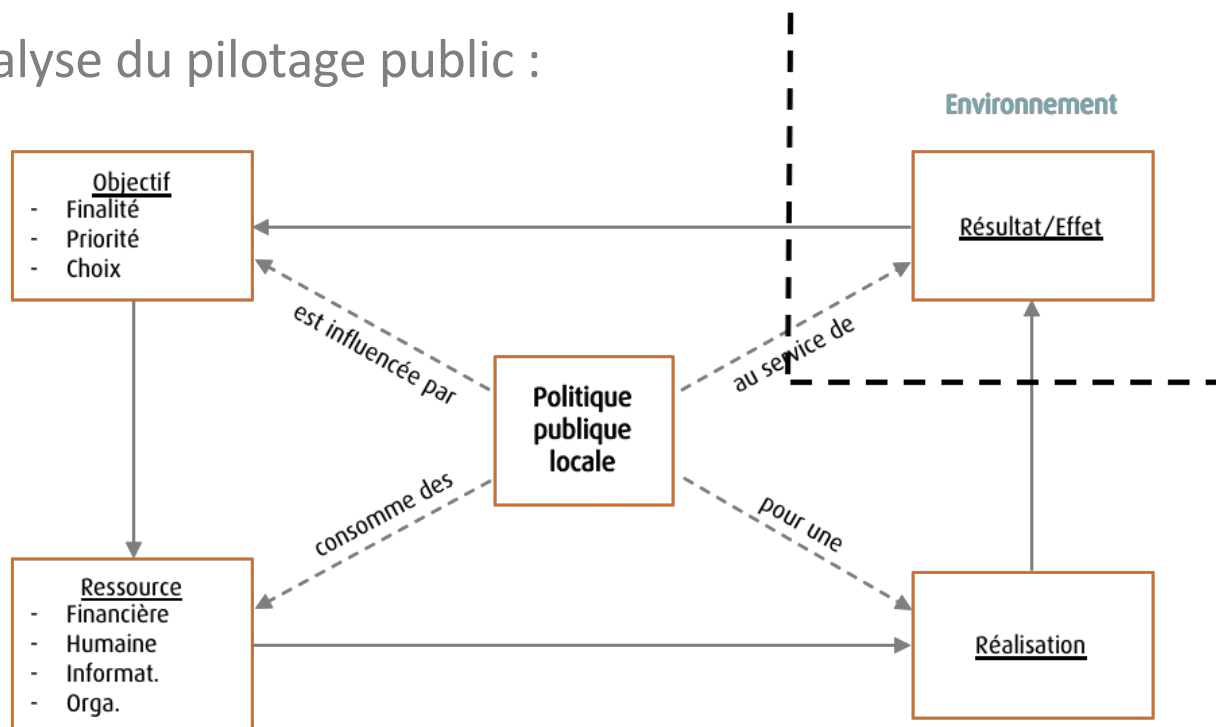 alyse du pilotage public :
Environnement
Objectif
- Finalité
- Priorité
- Choix
Résultat/Effet
est influencée par
au service de
Politique
publique
locale
consomme des
pour une
Ressource
- Financière
- Humaine
- Informat.
- Orga.
Réalisation